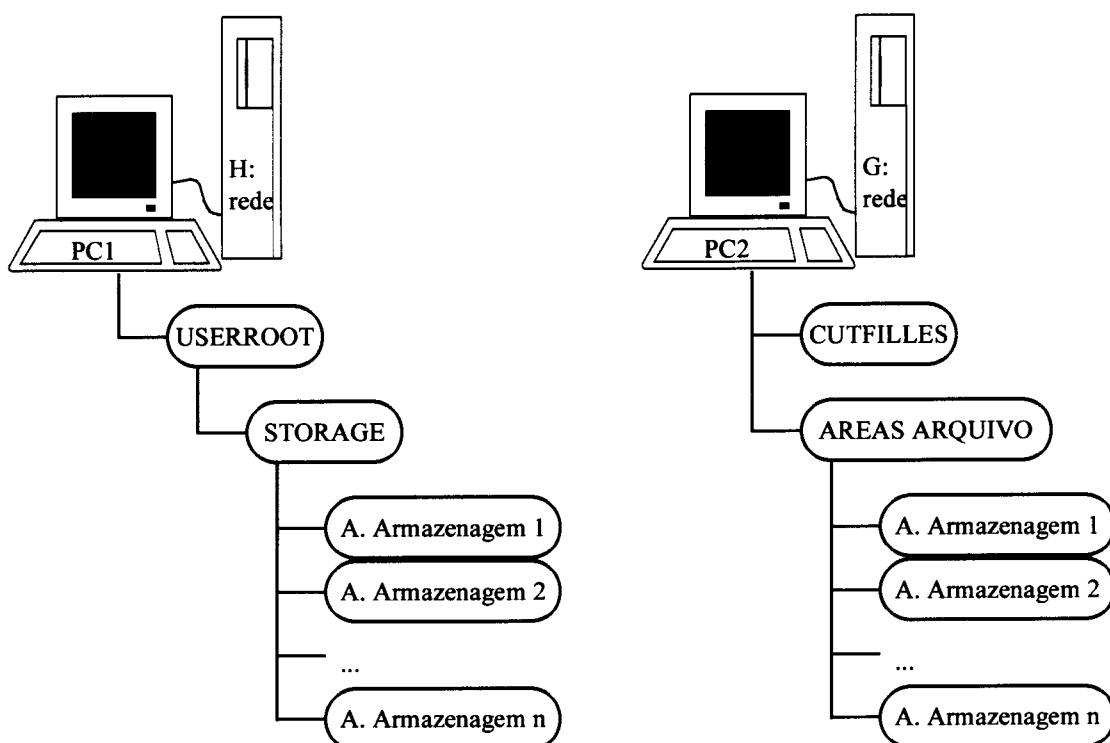 H:
rede
PC1
USERROOT
STORAGE
A. Armazenagem 1
A. Armazenagem 2
...
A. Armazenagem n
G:
rede
PC2
CUTFILLES
AREAS ARQUIVO
A. Armazenagem 1
A. Armazenagem 2
...
A. Armazenagem n